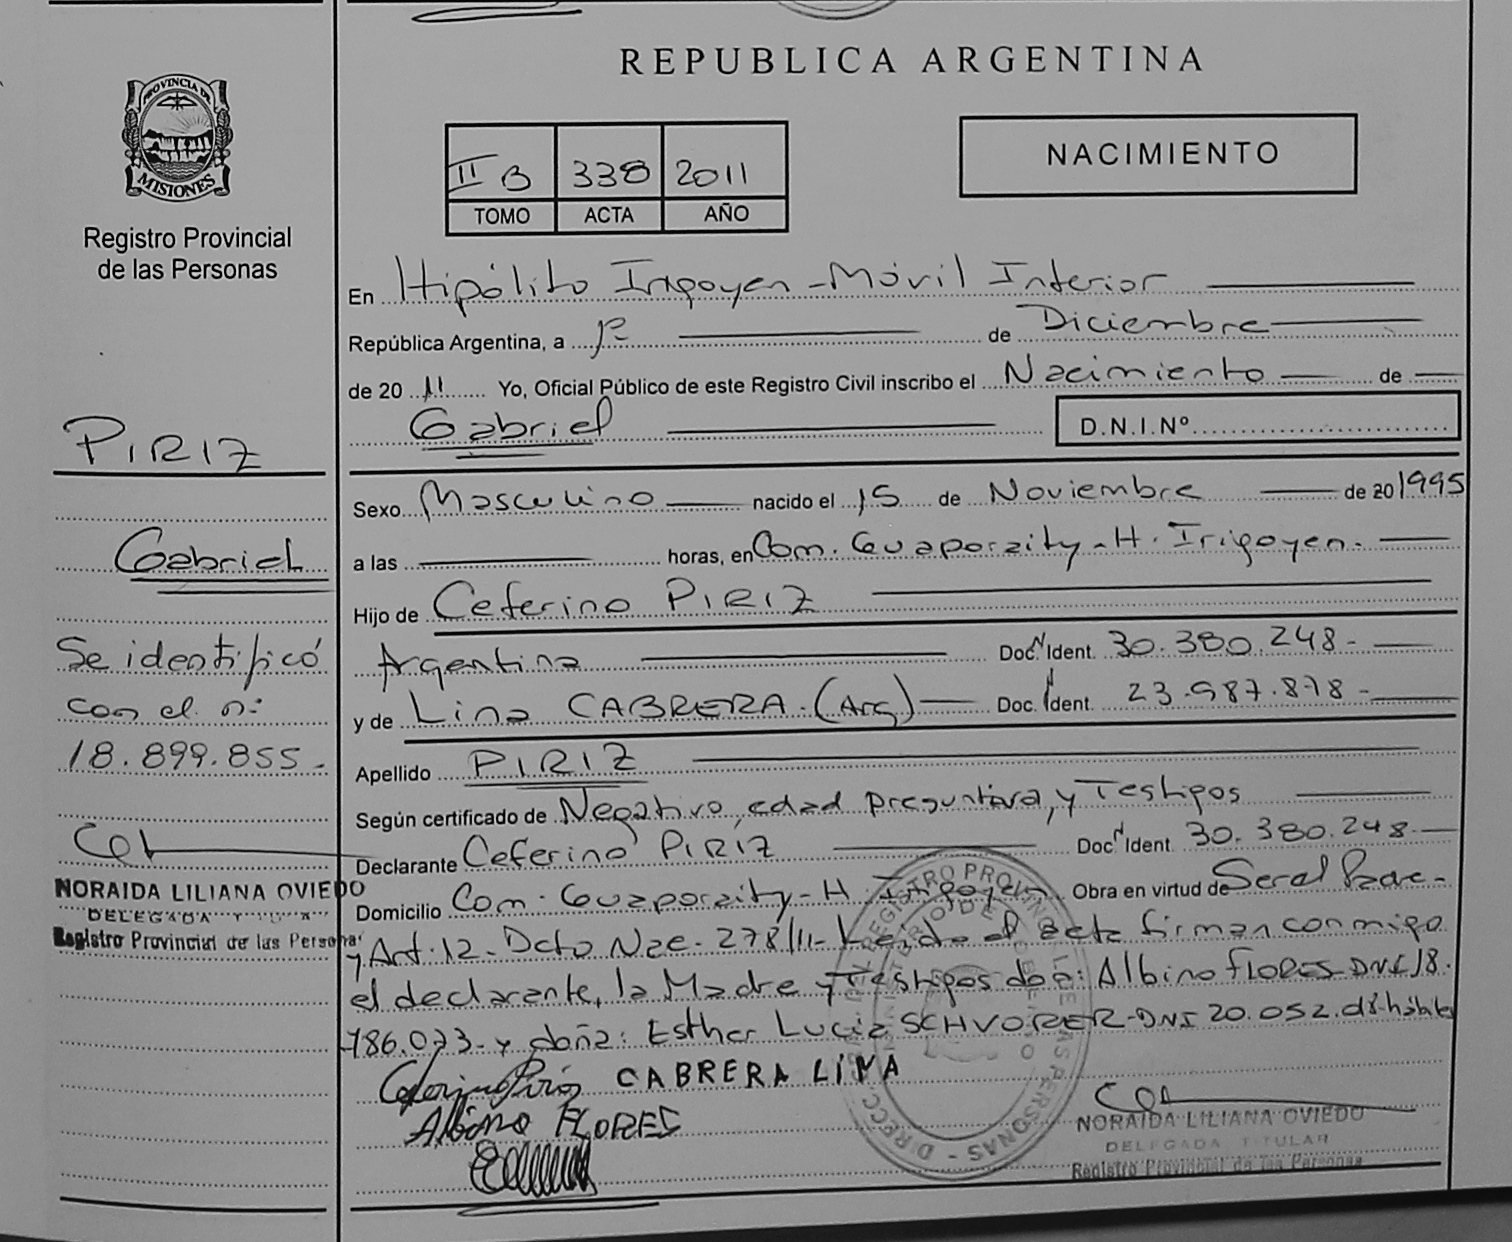 REPUBLICA ARGENTINA
PROVINCIA DE
MISIONES
Registro Provincial
de las Personas
NACIMIENTO
II B 338 2011
TOMO ACTA AÑO
En Hipólito Irigoyen - Móvil Interior
República Argentina, a 1º de Diciembre
de 20 11 Yo, Oficial Público de este Registro Civil inscribo el Nacimiento de
Gabriel D.N.I.Nº
PIRIZ
Gabriel
Se identificó
con el nº
18.899.855.
NORAIDA LILIANA OVIEDO
DELEGADA TITULAR
Registro Provincial de las Personas
Sexo Masculino nacido el 15 de Noviembre de 20 1995
a las horas, en Com. Guaporaity - H. Irigoyen.
Hijo de Ceferino PIRIZ
Argentina Doc. N Ident. 30.380.248-
y de Lina CABRERA. (Arg) Doc. N Ident. 23.987.878-
Apellido PIRIZ
Según certificado de Negativo, edad presuntiva, y Testigos
Declarante Ceferino PIRIZ Doc. N Ident. 30.380.248-
Domicilio Com. Guaporaity - H. Irigoyen Obra en virtud de
y Art. 12 - Dcto Nac. 278/11- Leída el acta firman conmigo
el declarante, la Madre y Testigos don: Albino FLORES DNI 18.
786.073- y doña: Esther Lucia SCHVORER-DNI 20.052.
Ceferino Piriz CABRERA LINA
Albino FLORES
NORAIDA LILIANA OVIEDO
DELEGADA TITULAR
Registro Provincial de las Personas